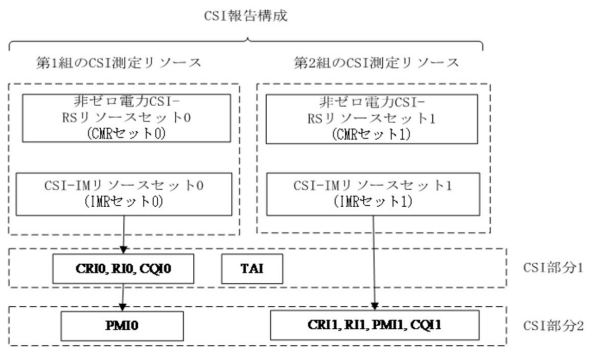 CSI報告構成
第1組のCSI測定リソース
第2組のCSI測定リソース
非ゼロ電力CSI-
RSリソースセット0
(CMRセット0)
非ゼロ電力CSI-
RSリソースセット1
(CMRセット1)
CSI-IMリソースセット0
(IMRセット0)
CSI-IMリソースセット1
(IMRセット1)
CRI0, RI0, CQI0
TAI
CSI部分1
PMI0
CRI1, RI1, PMI1, CQI1
CSI部分2